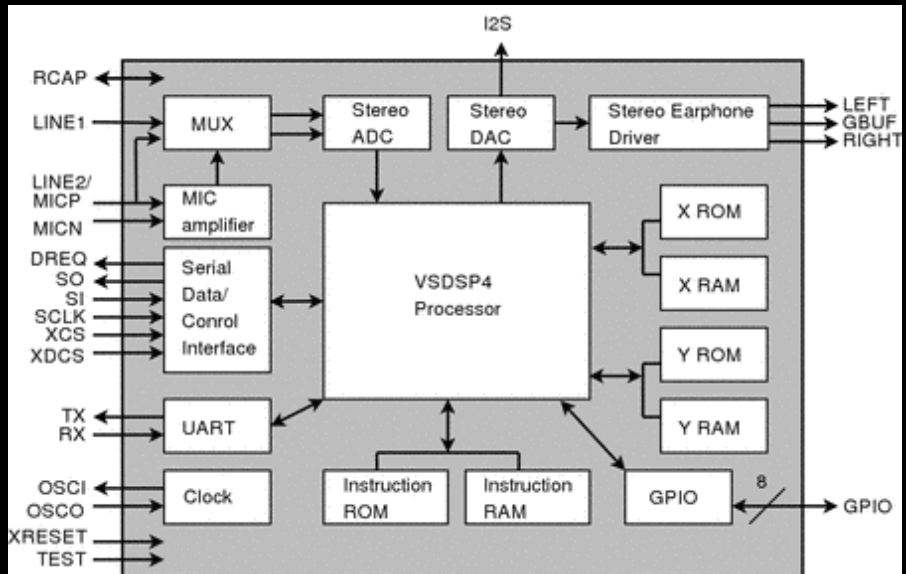 I2S
RCAP
LINE1
LINE2/
MICP
MICN
DREQ
SO
SI
SCLK
XCS
XDCS
TX
RX
OSCI
OSCO
XRESET
TEST
MUX
Stereo
ADC
Stereo
DAC
Stereo Earphone
Driver
LEFT
GBUF
RIGHT
MIC
amplifier
Serial
Data/
Conrol
Interface
VSDSP4
Processor
X ROM
X RAM
Y ROM
Y RAM
UART
Clock
Instruction
ROM
Instruction
RAM
GPIO
8
GPIO